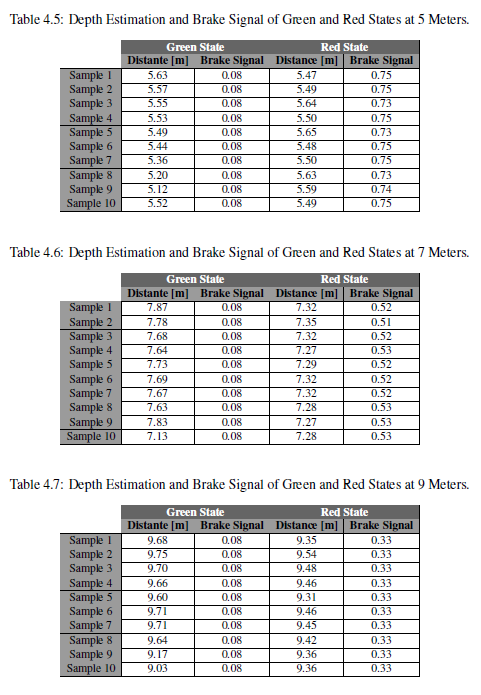 Table 4.5: Depth Estimation and Brake Signal of Green and Red States at 5 Meters.
Green State Red State
Distante [m] Brake Signal Distance [m] Brake Signal
Sample 1 5.63 0.08 5.47 0.75
Sample 2 5.57 0.08 5.49 0.75
Sample 3 5.55 0.08 5.64 0.73
Sample 4 5.53 0.08 5.50 0.75
Sample 5 5.49 0.08 5.65 0.73
Sample 6 5.44 0.08 5.48 0.75
Sample 7 5.36 0.08 5.50 0.75
Sample 8 5.20 0.08 5.63 0.73
Sample 9 5.12 0.08 5.59 0.74
Sample 10 5.52 0.08 5.49 0.75
Table 4.6: Depth Estimation and Brake Signal of Green and Red States at 7 Meters.
Green State Red State
Distante [m] Brake Signal Distance [m] Brake Signal
Sample 1 7.87 0.08 7.32 0.52
Sample 2 7.78 0.08 7.35 0.51
Sample 3 7.68 0.08 7.32 0.52
Sample 4 7.64 0.08 7.27 0.53
Sample 5 7.73 0.08 7.29 0.52
Sample 6 7.69 0.08 7.32 0.52
Sample 7 7.67 0.08 7.32 0.52
Sample 8 7.63 0.08 7.28 0.53
Sample 9 7.83 0.08 7.27 0.53
Sample 10 7.13 0.08 7.28 0.53
Table 4.7: Depth Estimation and Brake Signal of Green and Red States at 9 Meters.
Green State Red State
Distante [m] Brake Signal Distance [m] Brake Signal
Sample 1 9.68 0.08 9.35 0.33
Sample 2 9.75 0.08 9.54 0.33
Sample 3 9.70 0.08 9.48 0.33
Sample 4 9.66 0.08 9.46 0.33
Sample 5 9.60 0.08 9.31 0.33
Sample 6 9.71 0.08 9.46 0.33
Sample 7 9.71 0.08 9.45 0.33
Sample 8 9.64 0.08 9.42 0.33
Sample 9 9.17 0.08 9.36 0.33
Sample 10 9.03 0.08 9.36 0.33